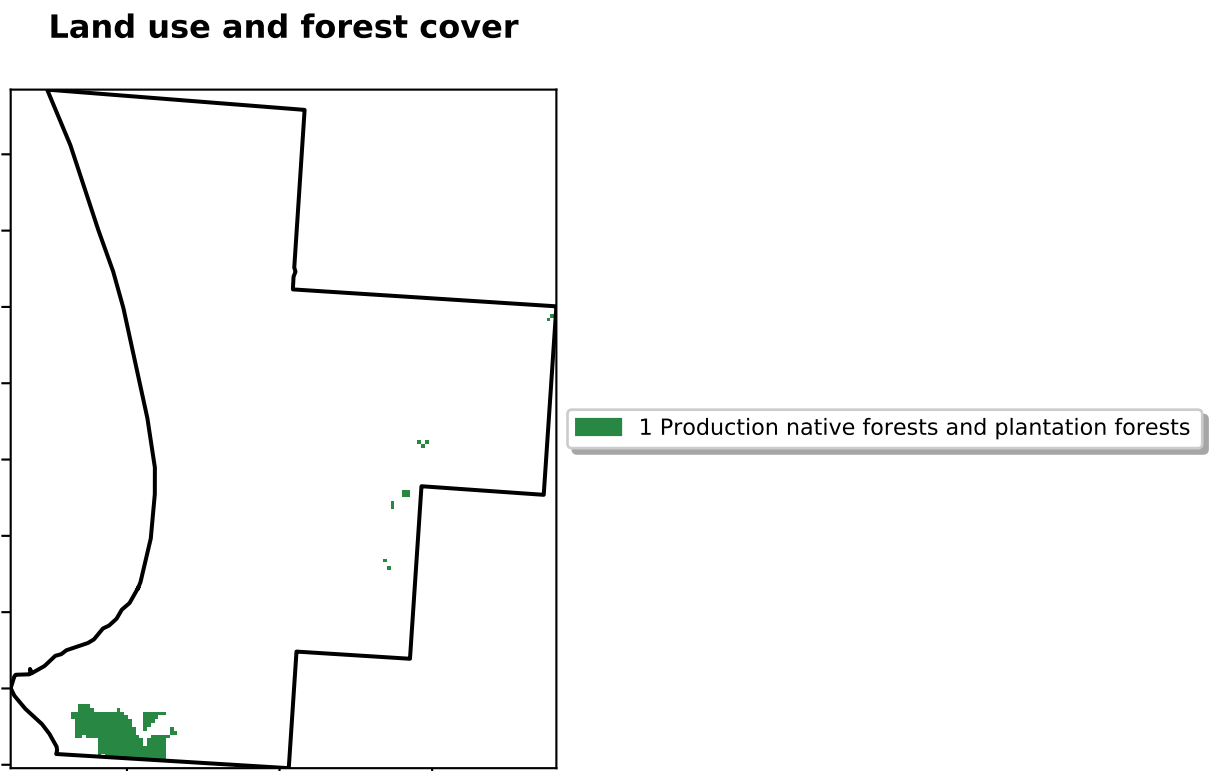 Land use and forest cover
1 Production native forests and plantation forests